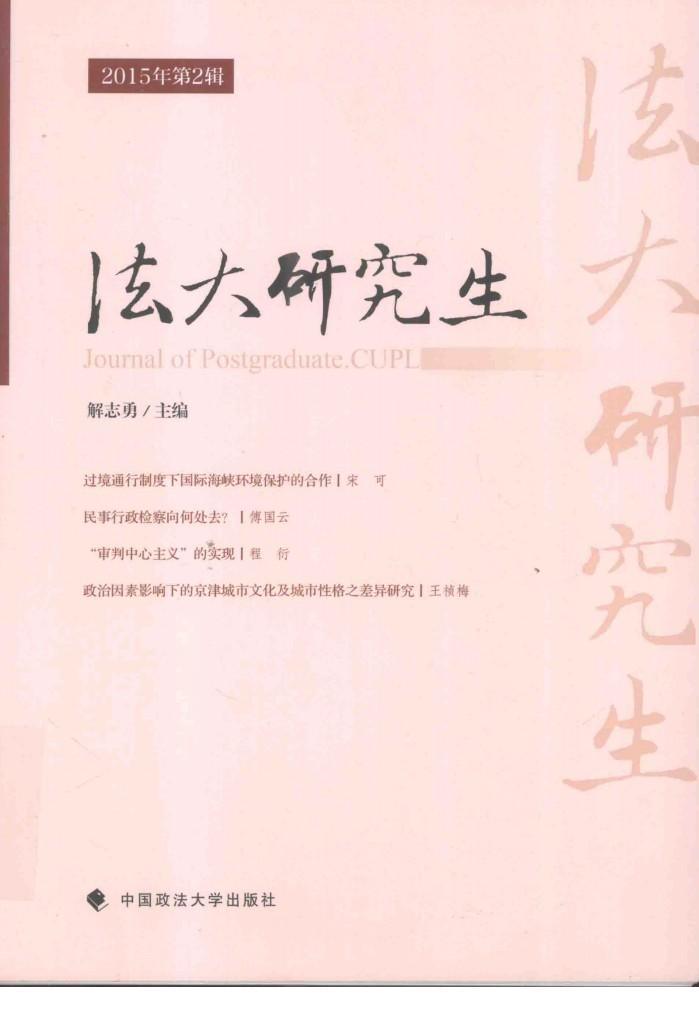 2015年第2辑
法大研究生
Journal of Postgraduate.CUPL
解志勇 / 主编
过境通行制度下国际海峡环境保护的合作 | 宋 可
民事行政检察向何处去? | 傅国云
“审判中心主义”的实现 | 程 衍
政治因素影响下的京津城市文化及城市性格之差异研究 | 王桢梅
中国政法大学出版社
法大研究生